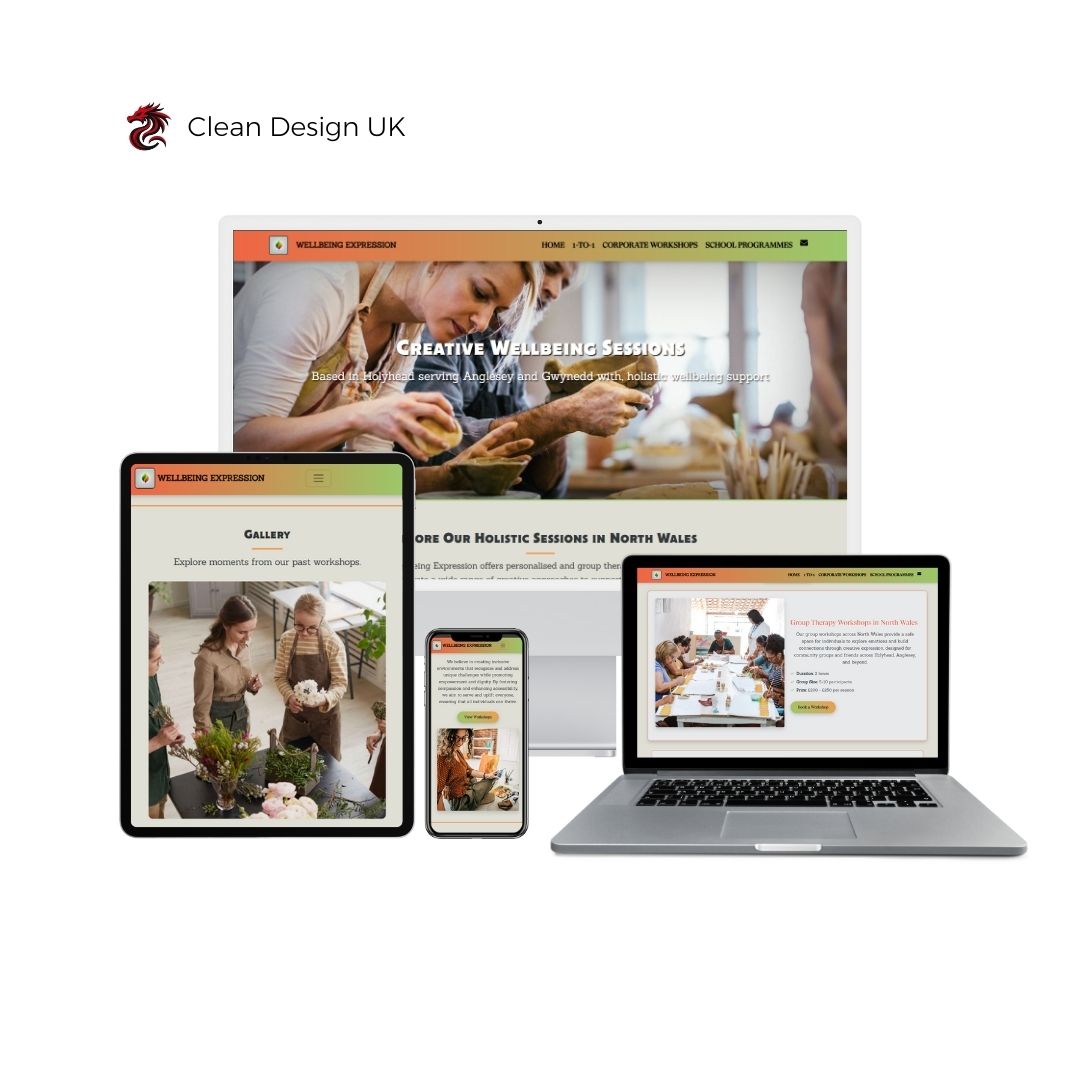 Clean Design UK
WELLBEING EXPRESSION
HOME 1-TO-1 CORPORATE WORKSHOPS SCHOOL PROGRAMMES
Creative Wellbeing Sessions
Based in Holyhead serving Anglesey and Gwynedd with, holistic wellbeing support
ore Our Holistic Sessions in North Wales
eing Expression offers personalised and group ther
WELLBEING EXPRESSION
Gallery
Explore moments from our past workshops.
WELLBEING EXPRESSION
We believe in creating inclusive
environments that recognize and address
unique challenges while promoting
empowerment and dignity. By fostering
compassion and enhancing accessibility,
we aim to serve and uplift everyone,
ensuring that all individuals can thrive.
View Workshops
WELLBEING EXPRESSION
HOME 1-TO-1 CORPORATE WORKSHOPS SCHOOL PROGRAMMES
Group Therapy Workshops in North Wales
Our group workshops across North Wales provide a safe
space for individuals to explore emotions and build
connections through creative expression, designed for
community groups and friends across Holyhead, Anglesey,
and beyond.
Duration: 2 hours
Group Size: 5-10 participants
Price: £200 - £250 per session
Book a Workshop